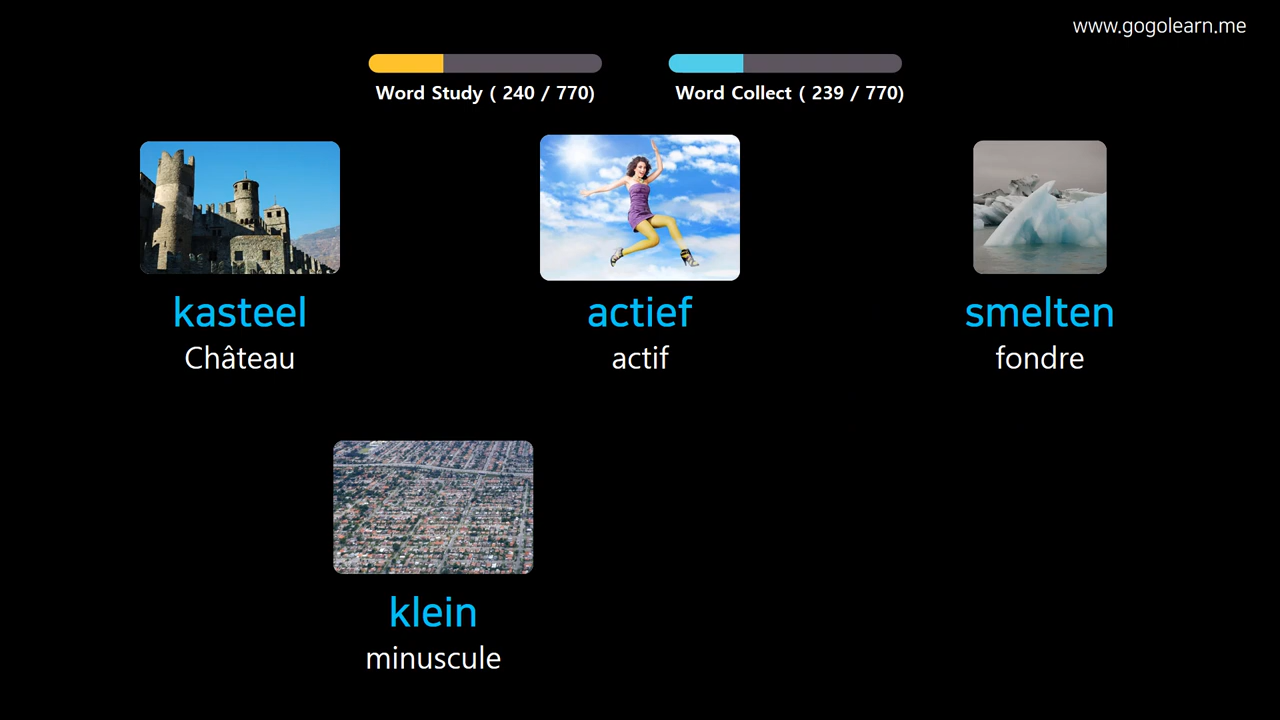 www.gogolearn.me
Word Study ( 240 / 770)
Word Collect ( 239 / 770)
kasteel
Château
actief
actif
smelten
fondre
klein
minuscule